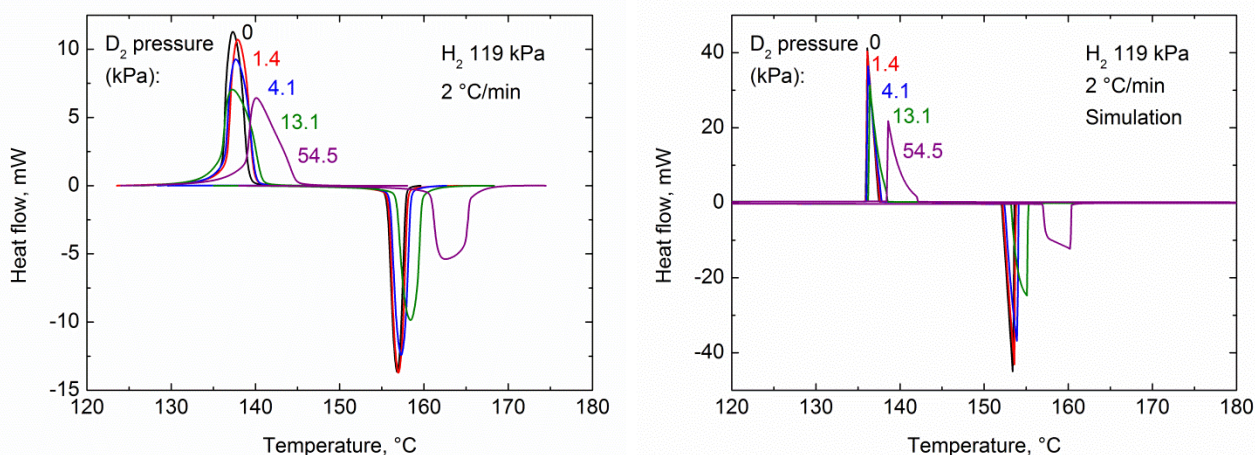 D2 pressure
(kPa):
0
1.4
4.1
13.1
54.5
H2 119 kPa
2 °C/min
Heat flow, mW
10
5
0
-5
-10
-15
120 130 140 150 160 170 180
Temperature, °C
D2 pressure
(kPa):
0
1.4
4.1
13.1
54.5
H2 119 kPa
2 °C/min
Simulation
Heat flow, mW
40
20
0
-20
-40
120 130 140 150 160 170 180
Temperature, °C